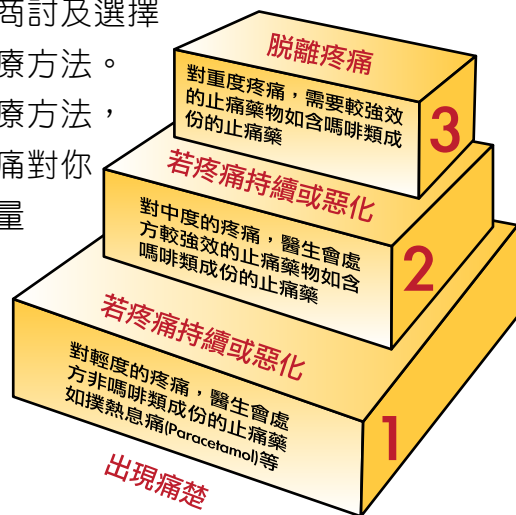 商討及選擇
療方法。
療方法，
痛對你
量
脱離疼痛
對重度疼痛，需要較強效
的止痛藥物如含嗎啡類成
份的止痛藥
3
若疼痛持續或惡化
對中度的疼痛，醫生會處
方較強效的止痛藥物如含
嗎啡類成份的止痛藥
2
若疼痛持續或惡化
對輕度的疼痛，醫生會處
方非嗎啡類成份的止痛藥
如撲熱息痛(Paracetamol)等
1
出現痛楚